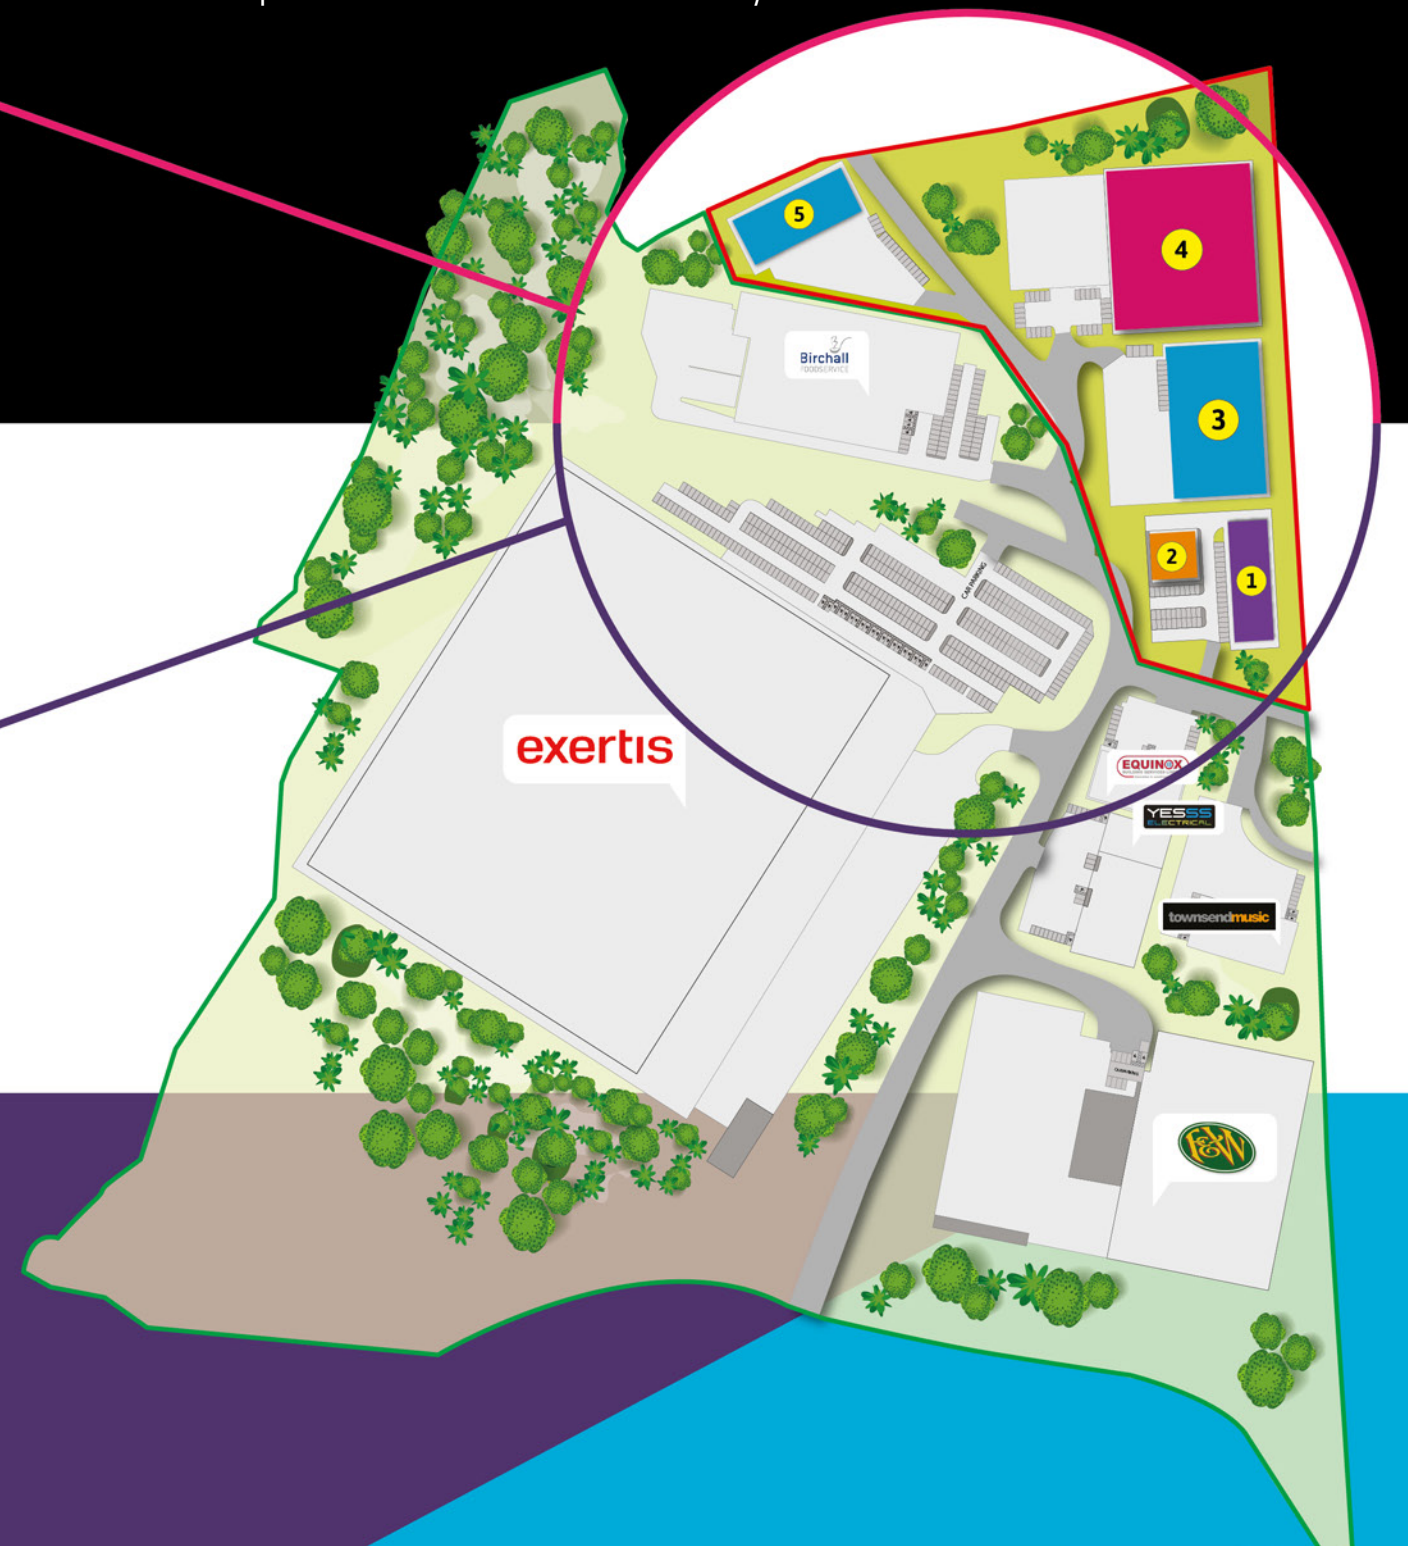 5
4
Birchall
FOODSERVICE
3
2
1
CAR PARKING
exertis
EQUINOX
YESSS
ELECTRICAL
townsendmusic
F&W